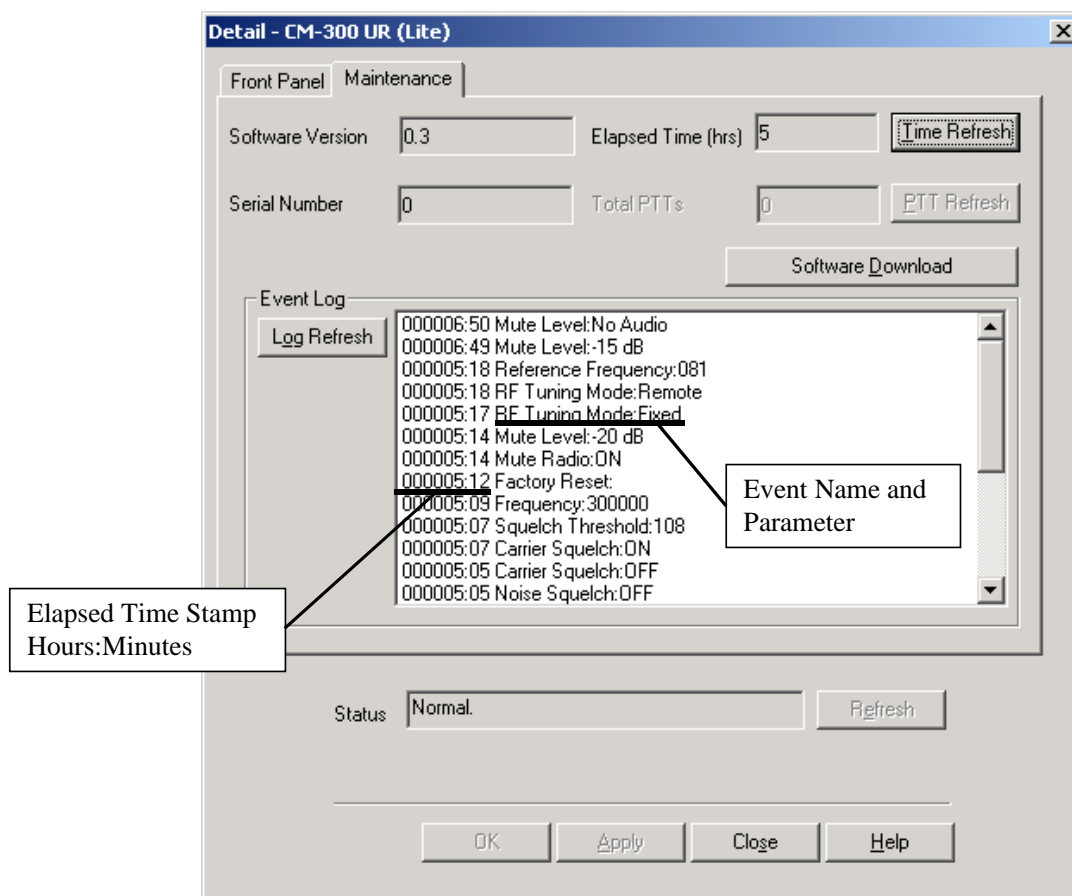 Detail - CM-300 UR (Lite)
Front Panel Maintenance
Software Version 0.3 Elapsed Time (hrs) 5 Time Refresh
Serial Number 0 Total PTTs 0 PTT Refresh
Software Download
Event Log
Log Refresh
000006:50 Mute Level:No Audio
000006:49 Mute Level:-15 dB
000005:18 Reference Frequency:081
000005:18 RF Tuning Mode:Remote
000005:17 RF Tuning Mode:Fixed
000005:14 Mute Level:-20 dB
000005:14 Mute Radio:ON
000005:12 Factory Reset:
000005:09 Frequency:300000
000005:07 Squelch Threshold:108
000005:07 Carrier Squelch:ON
000005:05 Carrier Squelch:OFF
000005:05 Noise Squelch:OFF
Event Name and
Parameter
Elapsed Time Stamp
Hours:Minutes
Status Normal. Refresh
OK Apply Close Help